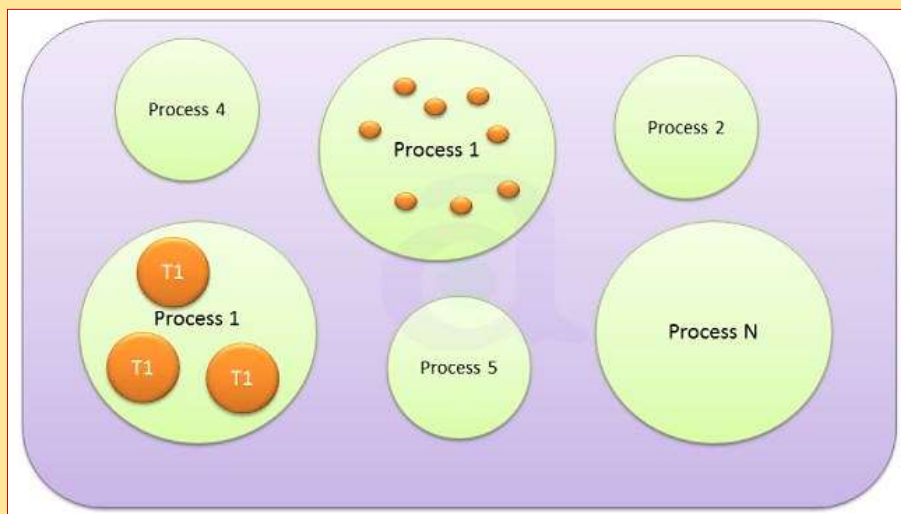 Process 4
Process 1
Process 2
T1
Process 1
T1
T1
Process 5
Process N